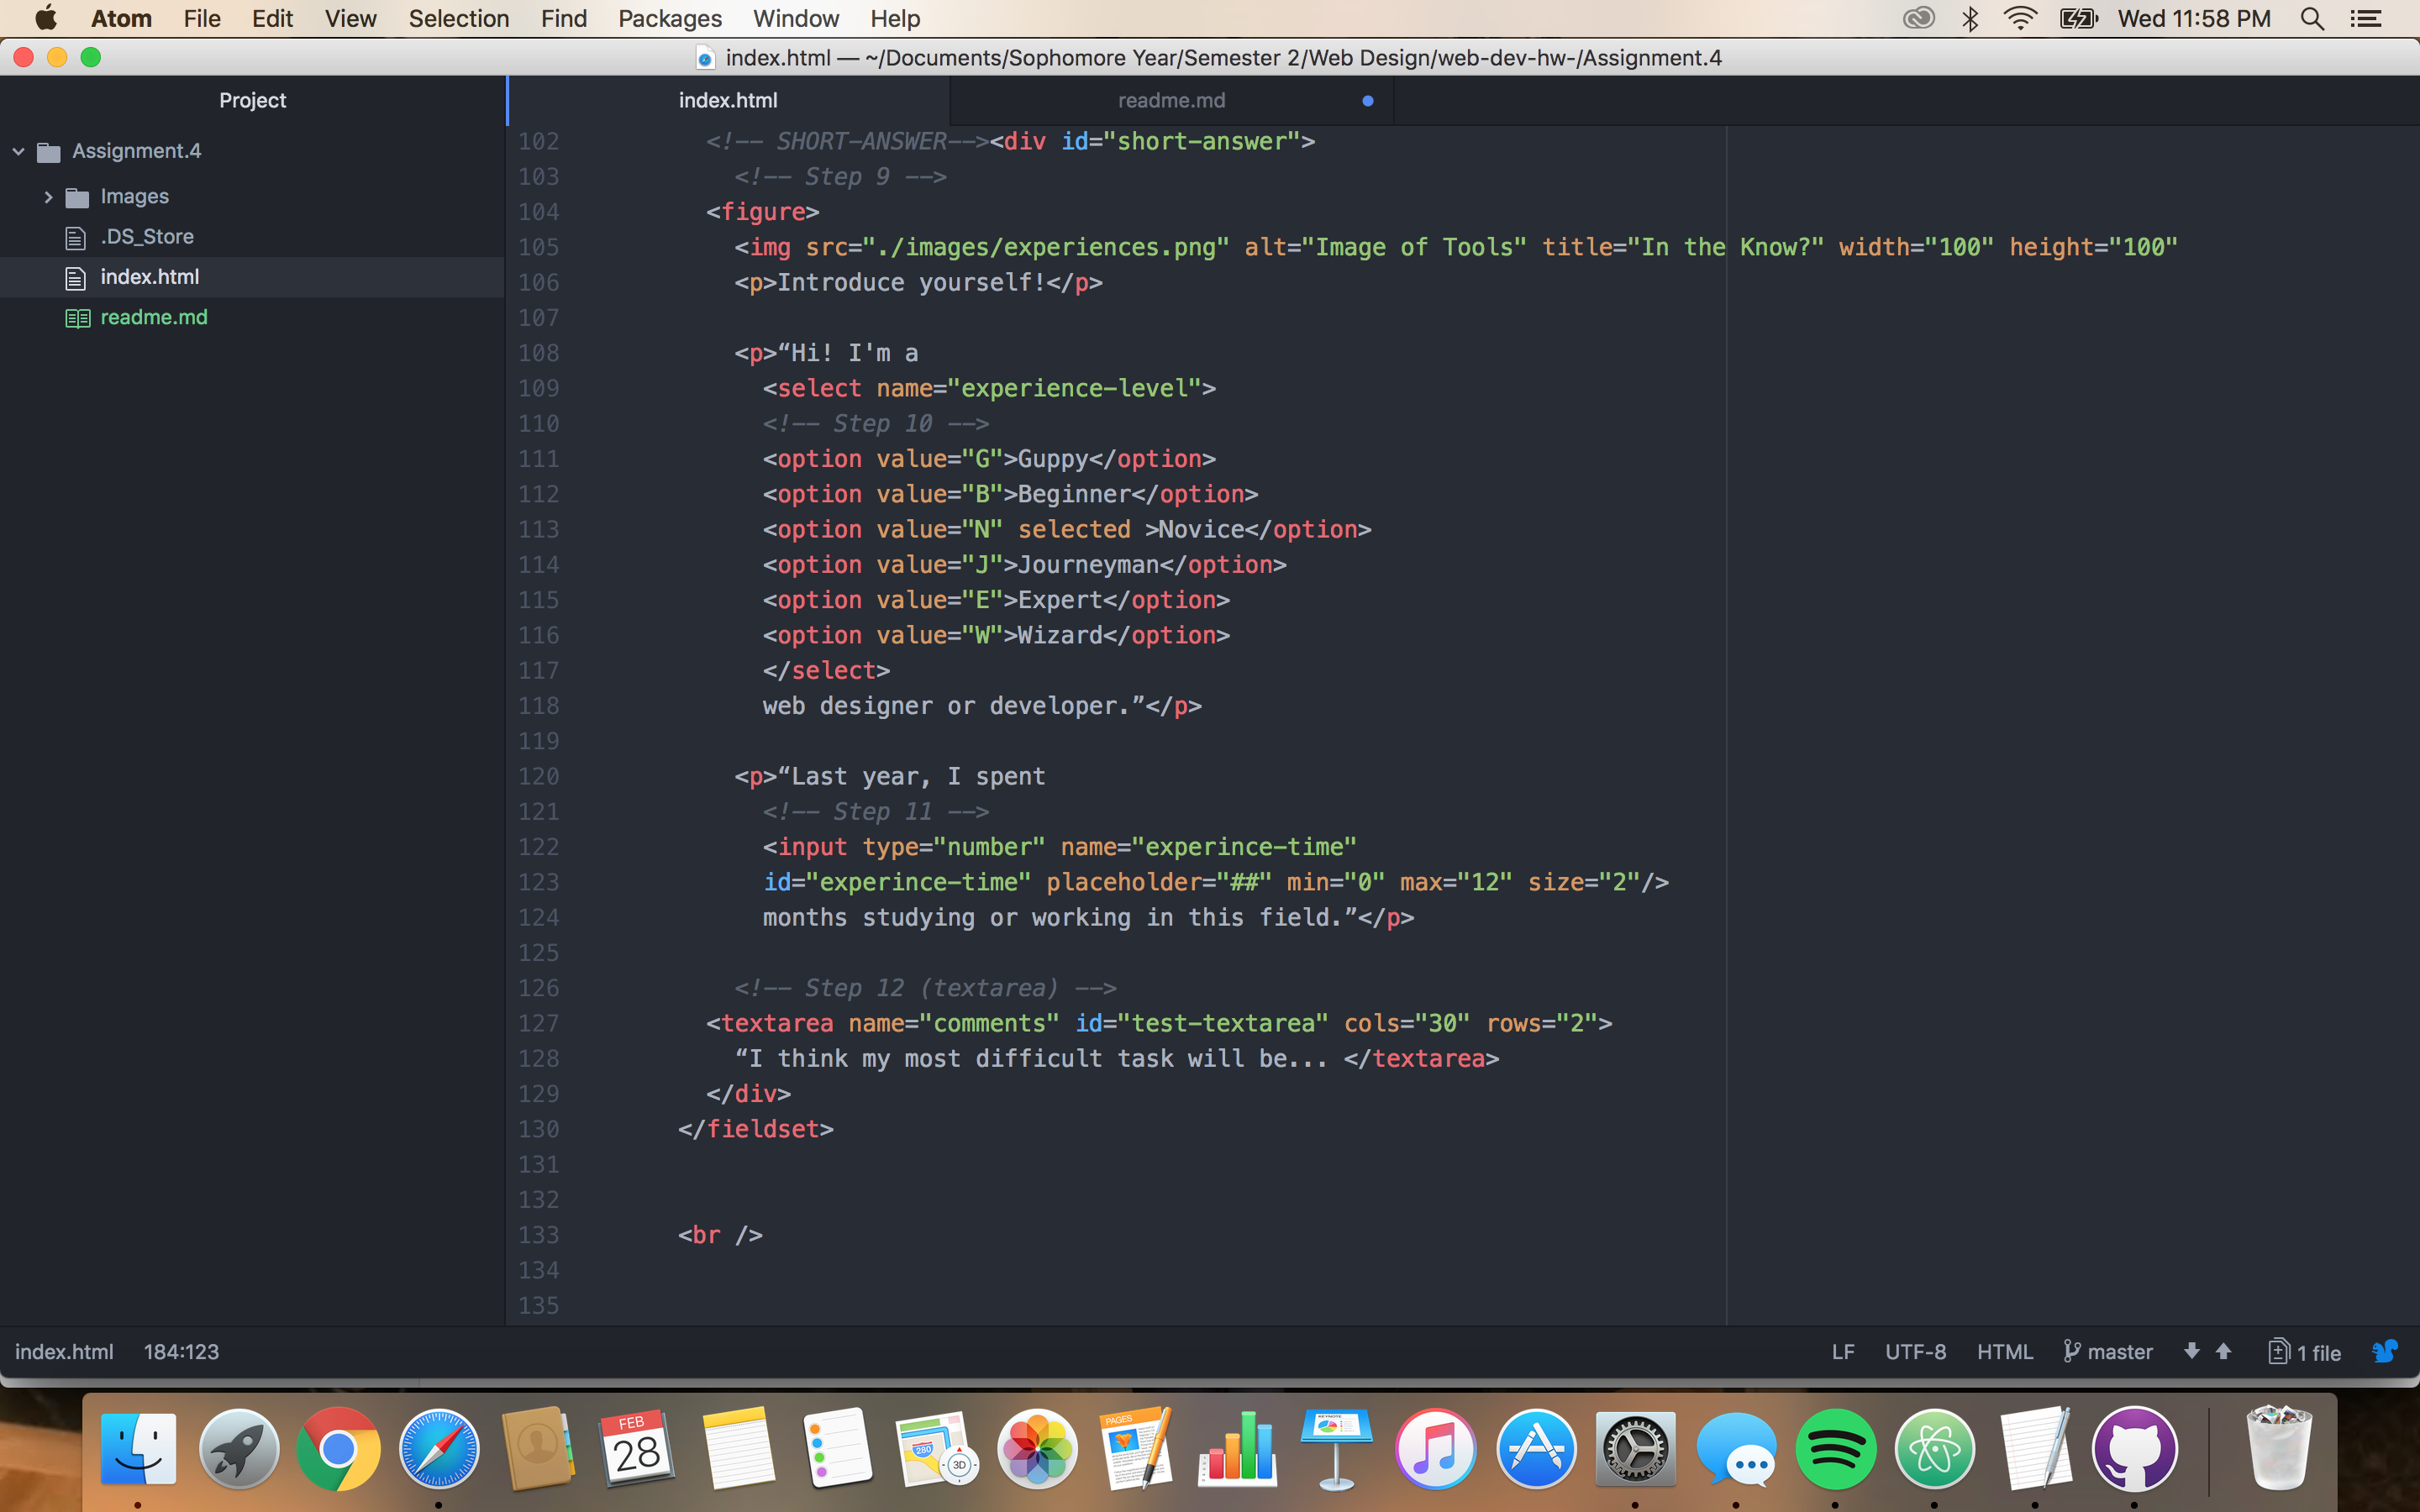 Atom File Edit View Selection Find Packages Window Help Wed 11:58 PM
index.html — ~/Documents/Sophomore Year/Semester 2/Web Design/web-dev-hw-/Assignment.4
Project
Assignment.4
Images
.DS_Store
index.html
readme.md
index.html readme.md
102 <!-- SHORT-ANSWER--><div id="short-answer">
103 <!-- Step 9 -->
104 <figure>
105 <img src="./images/experiences.png" alt="Image of Tools" title="In the Know?" width="100" height="100"
106 <p>Introduce yourself!</p>
107
108 <p>“Hi! I'm a
109 <select name="experience-level">
110 <!-- Step 10 -->
111 <option value="G">Guppy</option>
112 <option value="B">Beginner</option>
113 <option value="N" selected >Novice</option>
114 <option value="J">Journeyman</option>
115 <option value="E">Expert</option>
116 <option value="W">Wizard</option>
117 </select>
118 web designer or developer.”</p>
119
120 <p>“Last year, I spent
121 <!-- Step 11 -->
122 <input type="number" name="experince-time"
123 id="experince-time" placeholder="##" min="0" max="12" size="2"/>
124 months studying or working in this field.”</p>
125
126 <!-- Step 12 (textarea) -->
127 <textarea name="comments" id="test-textarea" cols="30" rows="2">
128 “I think my most difficult task will be... </textarea>
129 </div>
130 </fieldset>
131
132
133 <br />
134
135
index.html 184:123 LF UTF-8 HTML master 1 file
FEB
28
280
3D
PAGES
KEYNOTE